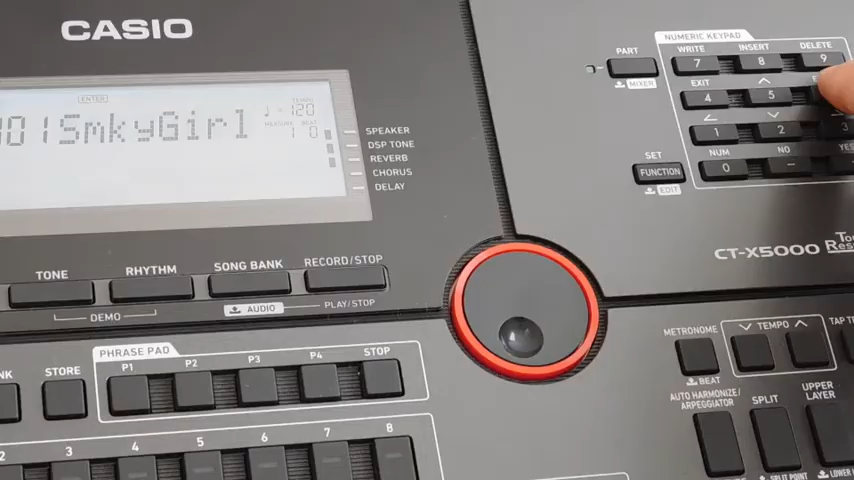 CASIO
ENTER
TEMPO
♩=120
MEASURE BEAT
1 0
001SmkyGirl
SPEAKER
DSP TONE
REVERB
CHORUS
DELAY
PART
MIXER
NUMERIC KEYPAD
WRITE INSERT DELETE
7 8 9
EXIT
4 5
1 2 3
NUM NO YES
0 −
SET
FUNCTION
EDIT
CT-X5000
TONE RHYTHM SONG BANK RECORD/STOP
DEMO AUDIO PLAY/STOP
PHRASE PAD
STORE P1 P2 P3 P4 STOP
3 4 5 6 7 8
METRONOME
BEAT
TEMPO
AUTO HARMONIZE/
ARPEGGIATOR
SPLIT
UPPER
LAYER
SPLIT POINT
LOWER